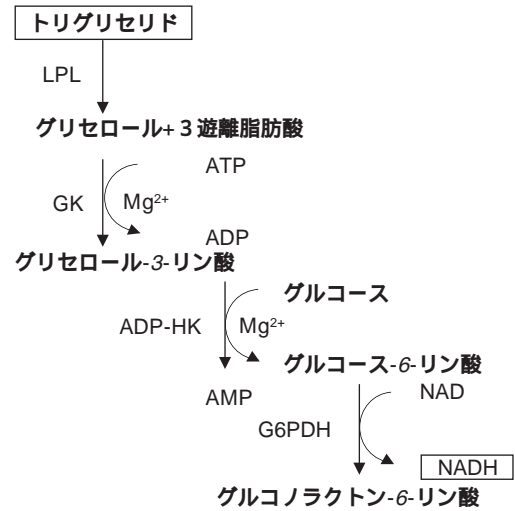 トリグリセリド
LPL
グリセロール+3遊離脂肪酸
ATP
GK
Mg²⁺
ADP
グリセロール-3-リン酸
グルコース
ADP-HK
Mg²⁺
グルコース-6-リン酸
AMP
NAD
G6PDH
NADH
グルコノラクトン-6-リン酸